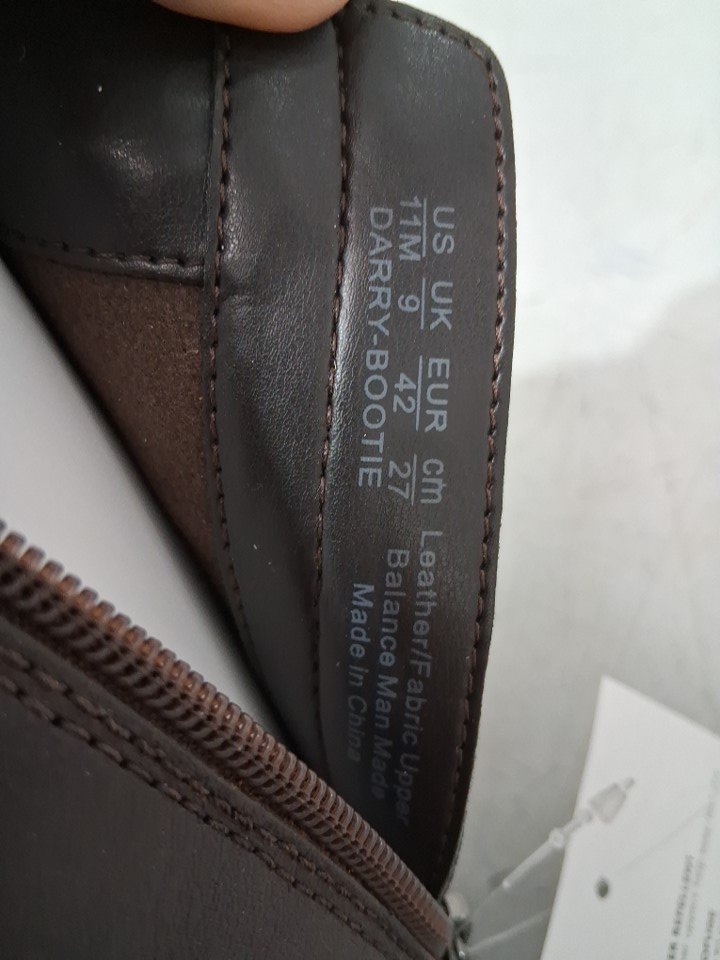 US UK EUR cm
11M 9 42 27
DARRY-BOOTIE
Leather/Fabric Upper
Balance Man Made
Made In China